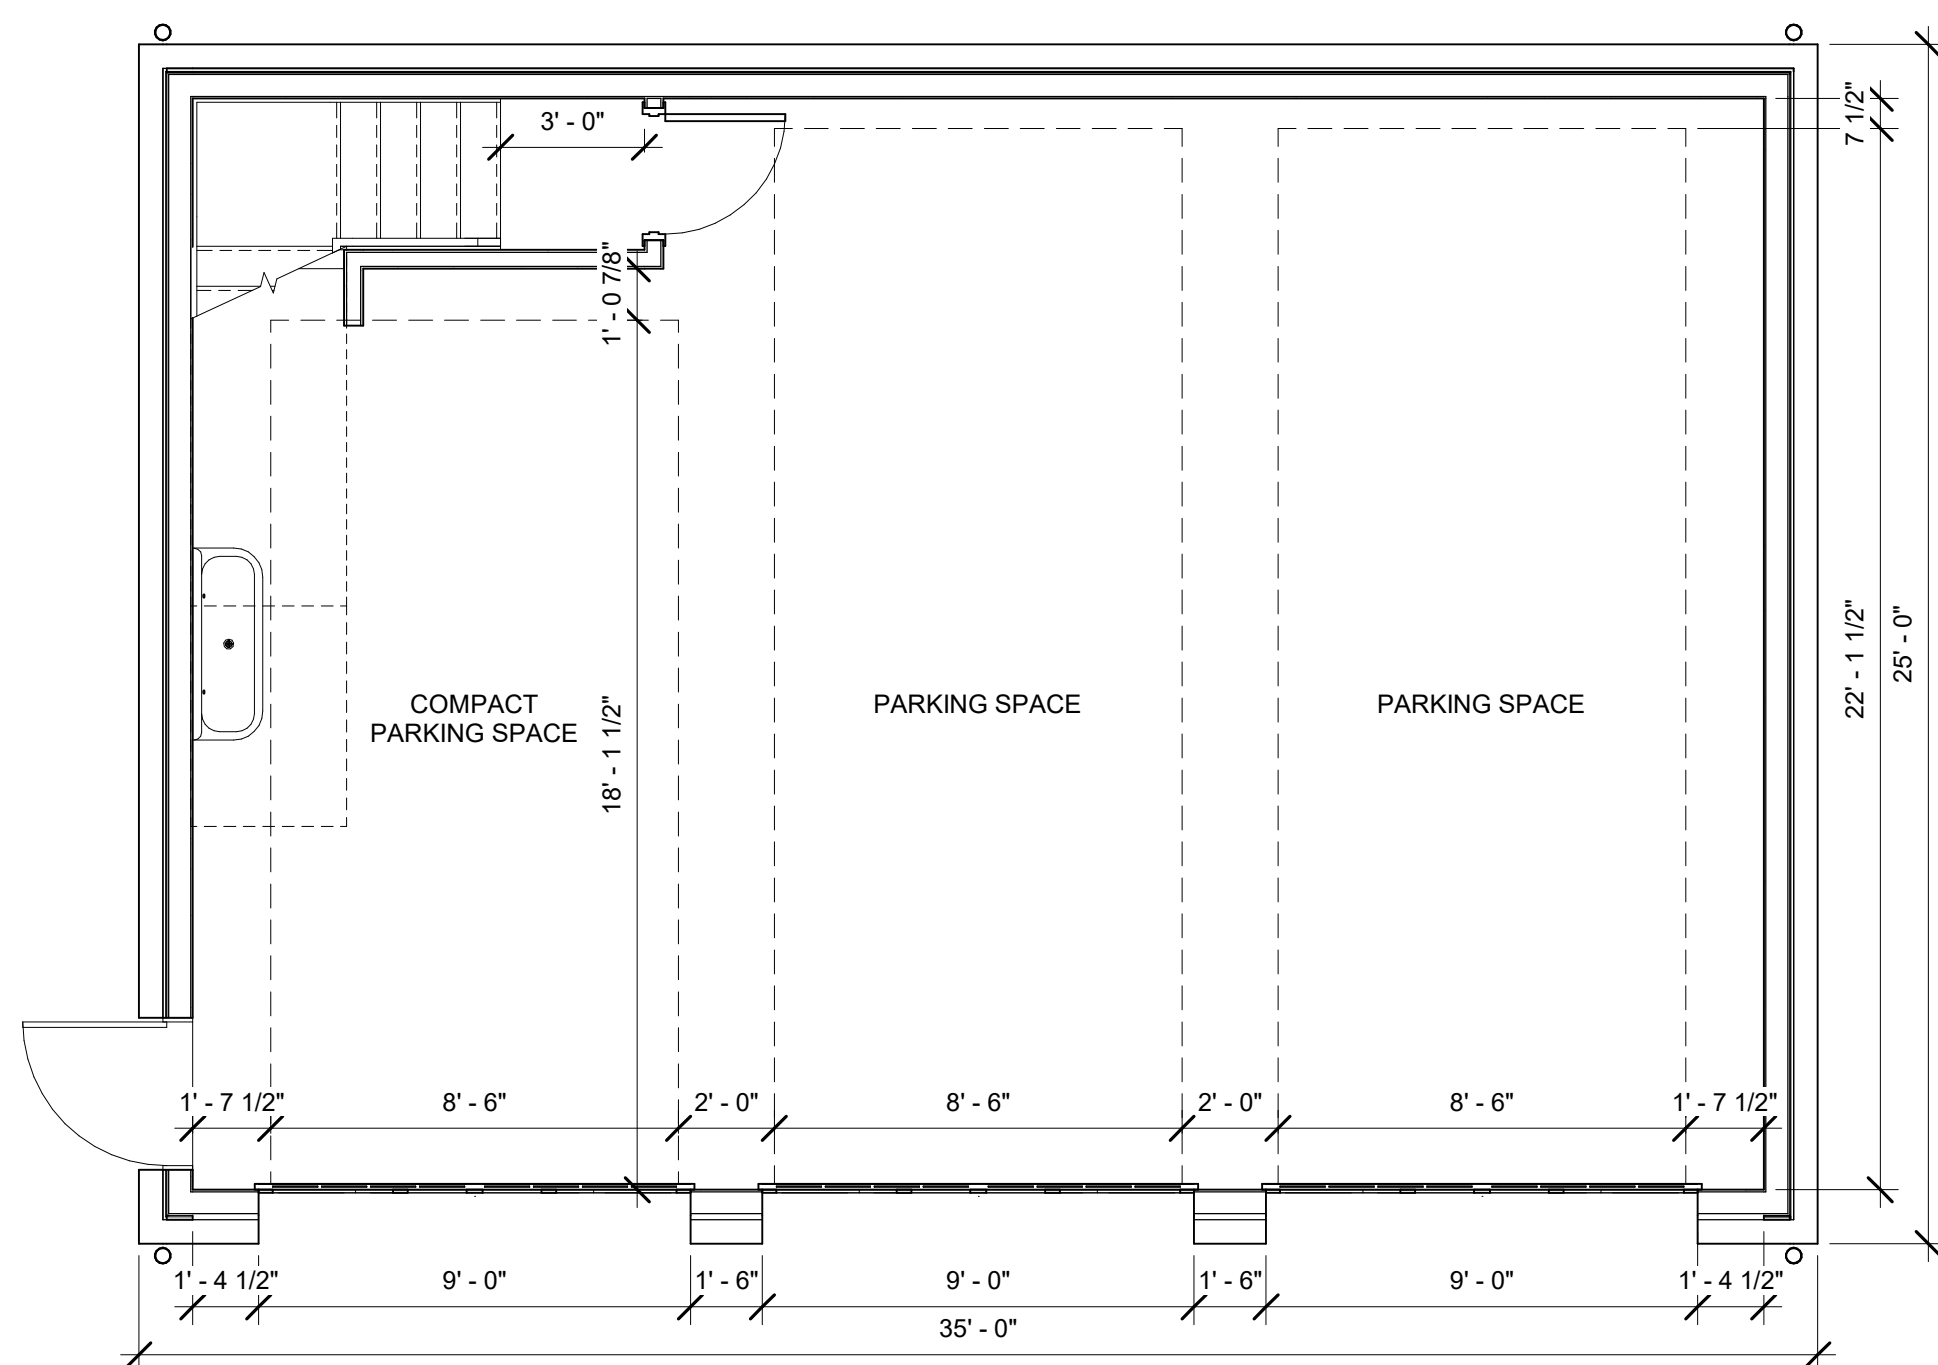 3' - 0"
7 1/2"
1' - 0 7/8"
22' - 1 1/2"
25' - 0"
COMPACT
PARKING SPACE
18' - 1 1/2"
PARKING SPACE
PARKING SPACE
1' - 7 1/2"
8' - 6"
2' - 0"
8' - 6"
2' - 0"
8' - 6"
1' - 7 1/2"
1' - 4 1/2"
9' - 0"
1' - 6"
9' - 0"
1' - 6"
9' - 0"
1' - 4 1/2"
35' - 0"